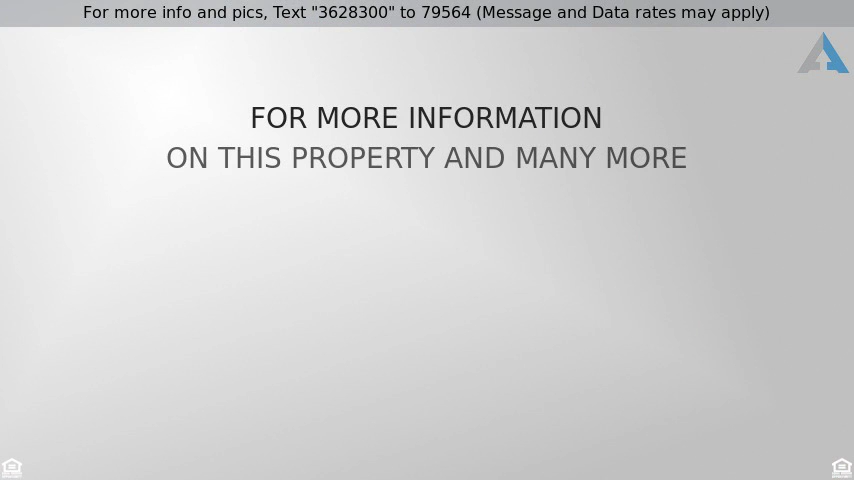 For more info and pics, Text "3628300" to 79564 (Message and Data rates may apply)
FOR MORE INFORMATION
ON THIS PROPERTY AND MANY MORE